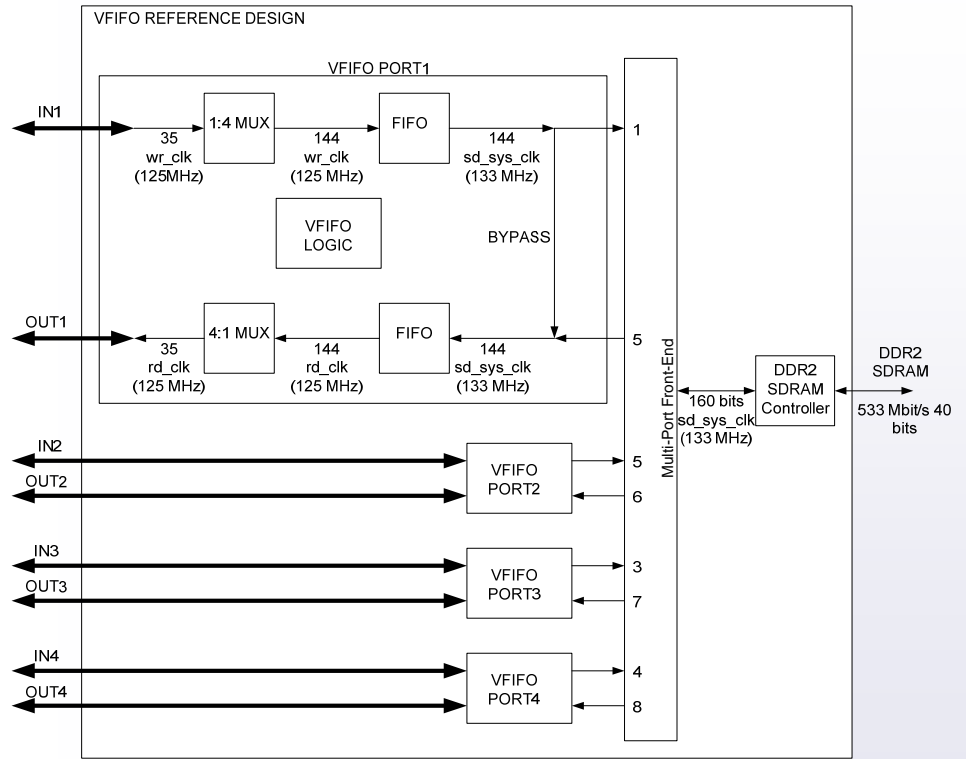 VFIFO REFERENCE DESIGN
VFIFO PORT1
IN1
35
wr_clk
(125MHz)
1:4 MUX
144
wr_clk
(125 MHz)
FIFO
144
sd_sys_clk
(133 MHz)
1
VFIFO
LOGIC
BYPASS
OUT1
35
rd_clk
(125 MHz)
4:1 MUX
144
rd_clk
(125 MHz)
FIFO
144
sd_sys_clk
(133 MHz)
5
Multi-Port Front-End
160 bits
sd_sys_clk
(133 MHz)
DDR2
SDRAM
Controller
DDR2
SDRAM
533 Mbit/s 40
bits
IN2
OUT2
VFIFO
PORT2
5
6
IN3
OUT3
VFIFO
PORT3
3
7
IN4
OUT4
VFIFO
PORT4
4
8